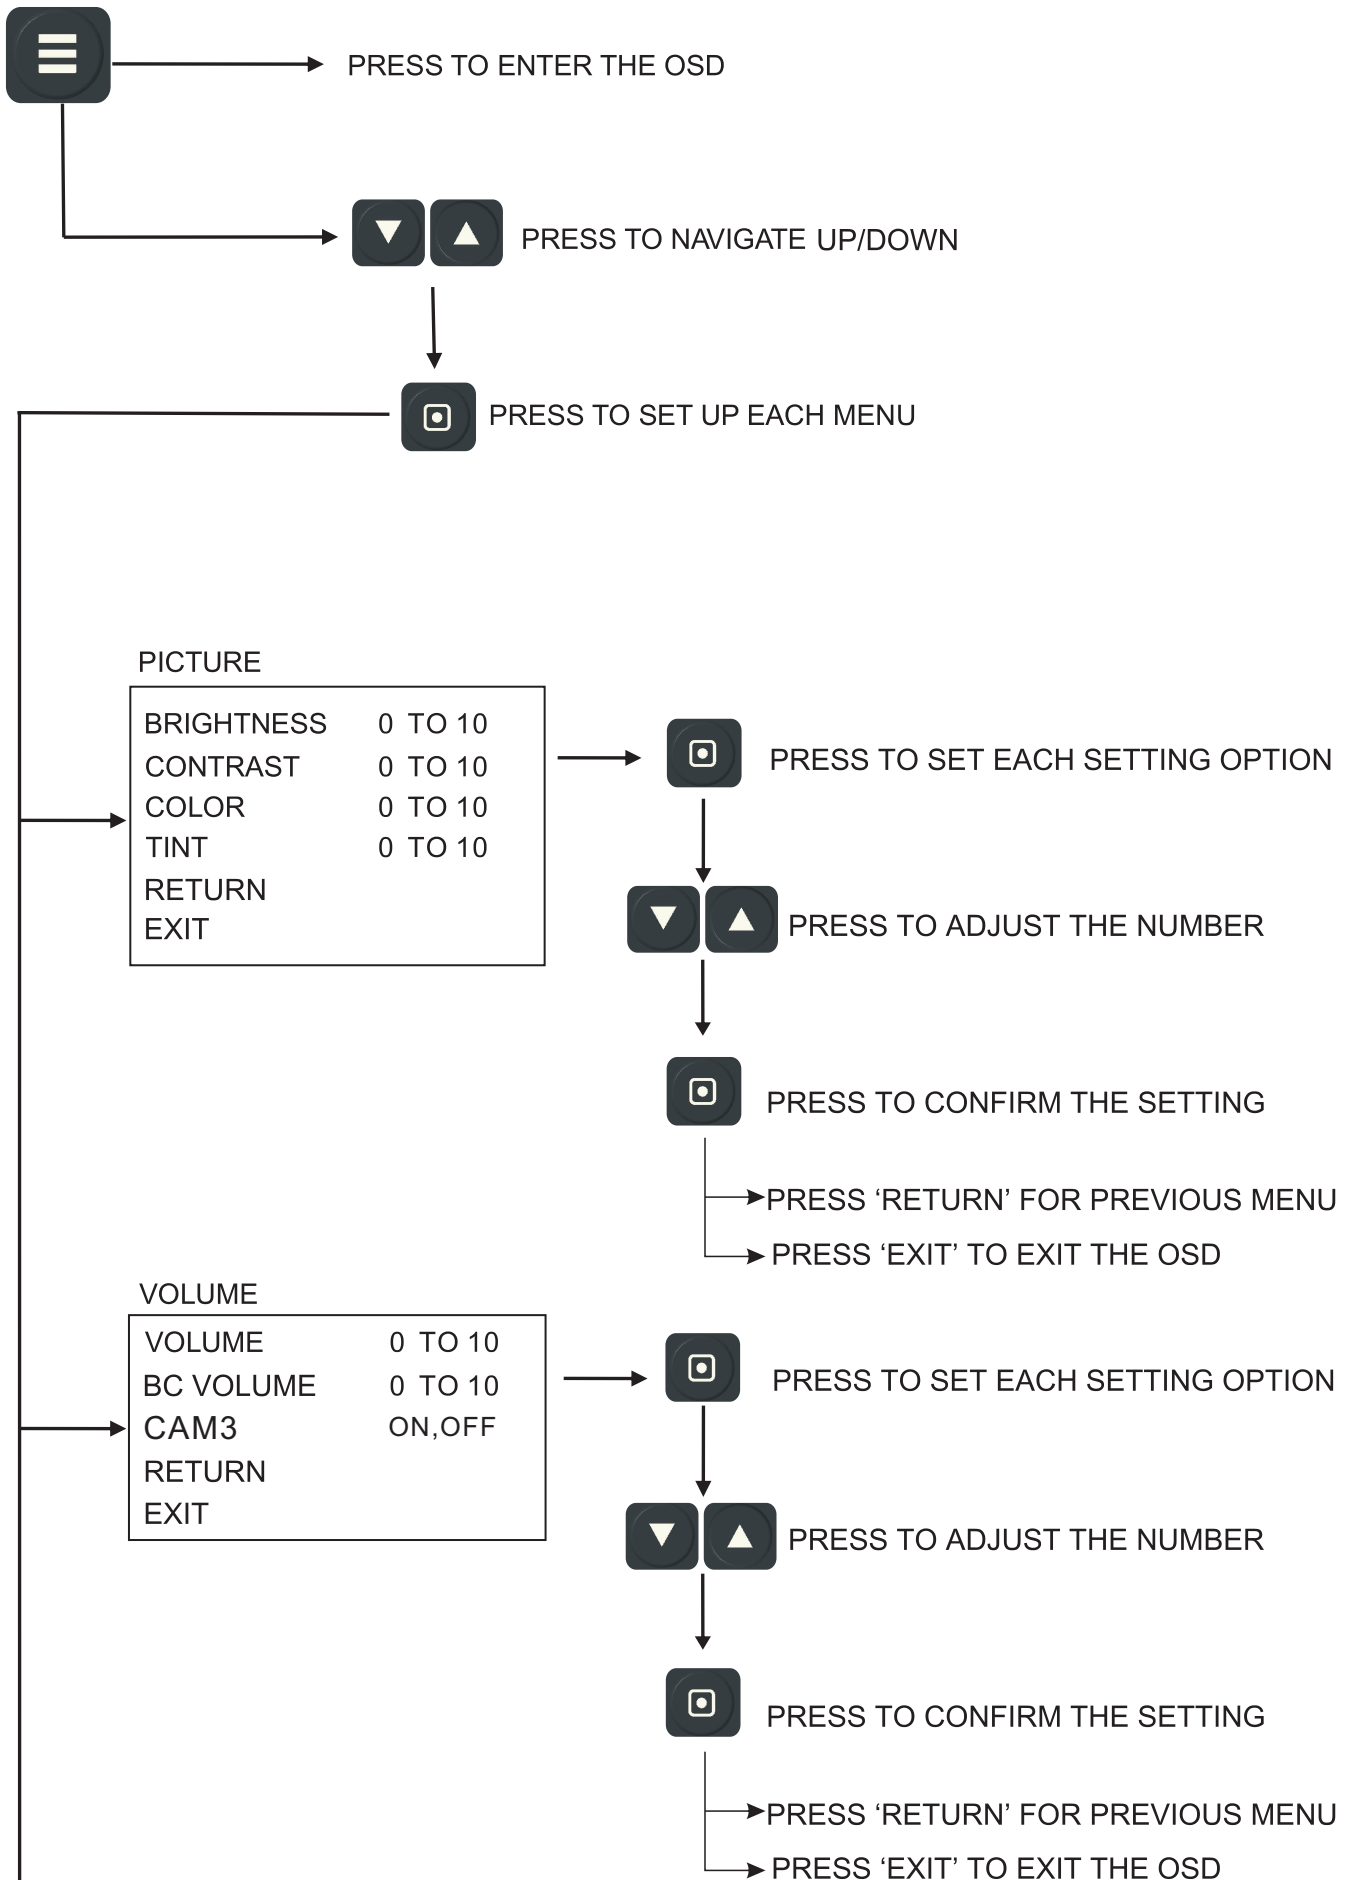 PRESS TO ENTER THE OSD
PRESS TO NAVIGATE UP/DOWN
PRESS TO SET UP EACH MENU
PICTURE
BRIGHTNESS 0 TO 10
CONTRAST 0 TO 10
COLOR 0 TO 10
TINT 0 TO 10
RETURN
EXIT
PRESS TO SET EACH SETTING OPTION
PRESS TO ADJUST THE NUMBER
PRESS TO CONFIRM THE SETTING
PRESS ‘RETURN’ FOR PREVIOUS MENU
PRESS ‘EXIT’ TO EXIT THE OSD
VOLUME
VOLUME 0 TO 10
BC VOLUME 0 TO 10
CAM3 ON,OFF
RETURN
EXIT
PRESS TO SET EACH SETTING OPTION
PRESS TO ADJUST THE NUMBER
PRESS TO CONFIRM THE SETTING
PRESS ‘RETURN’ FOR PREVIOUS MENU
PRESS ‘EXIT’ TO EXIT THE OSD